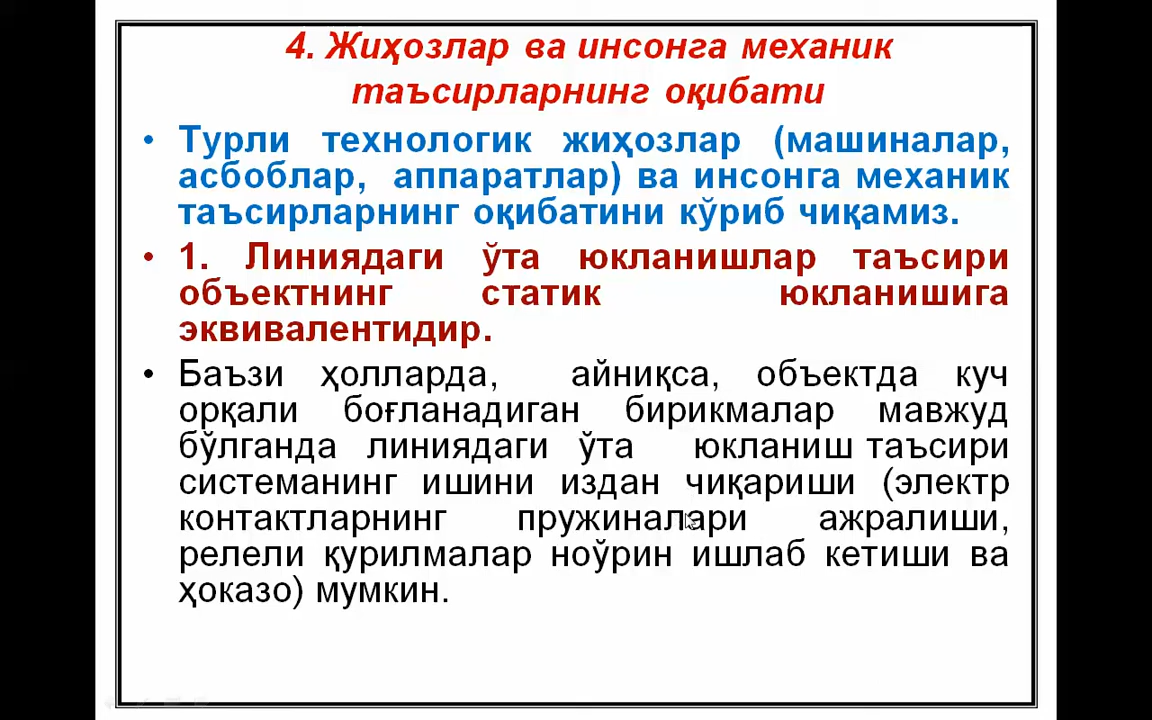 4. Жиҳозлар ва инсонга механик
таъсирларнинг оқибати
• Турли технологик жиҳозлар (машиналар,
асбоблар, аппаратлар) ва инсонга механик
таъсирларнинг оқибатини кўриб чиқамиз.
• 1. Линиядаги ўта юкланишлар таъсири
объектнинг статик юкланишига
эквивалентидир.
• Баъзи ҳолларда, айниқса, объектда куч
орқали боғланадиган бирикмалар мавжуд
бўлганда линиядаги ўта юкланиш таъсири
системанинг ишини издан чиқариши (электр
контактларнинг пружиналари ажралиши,
релели қурилмалар ноўрин ишлаб кетиши ва
ҳоказо) мумкин.